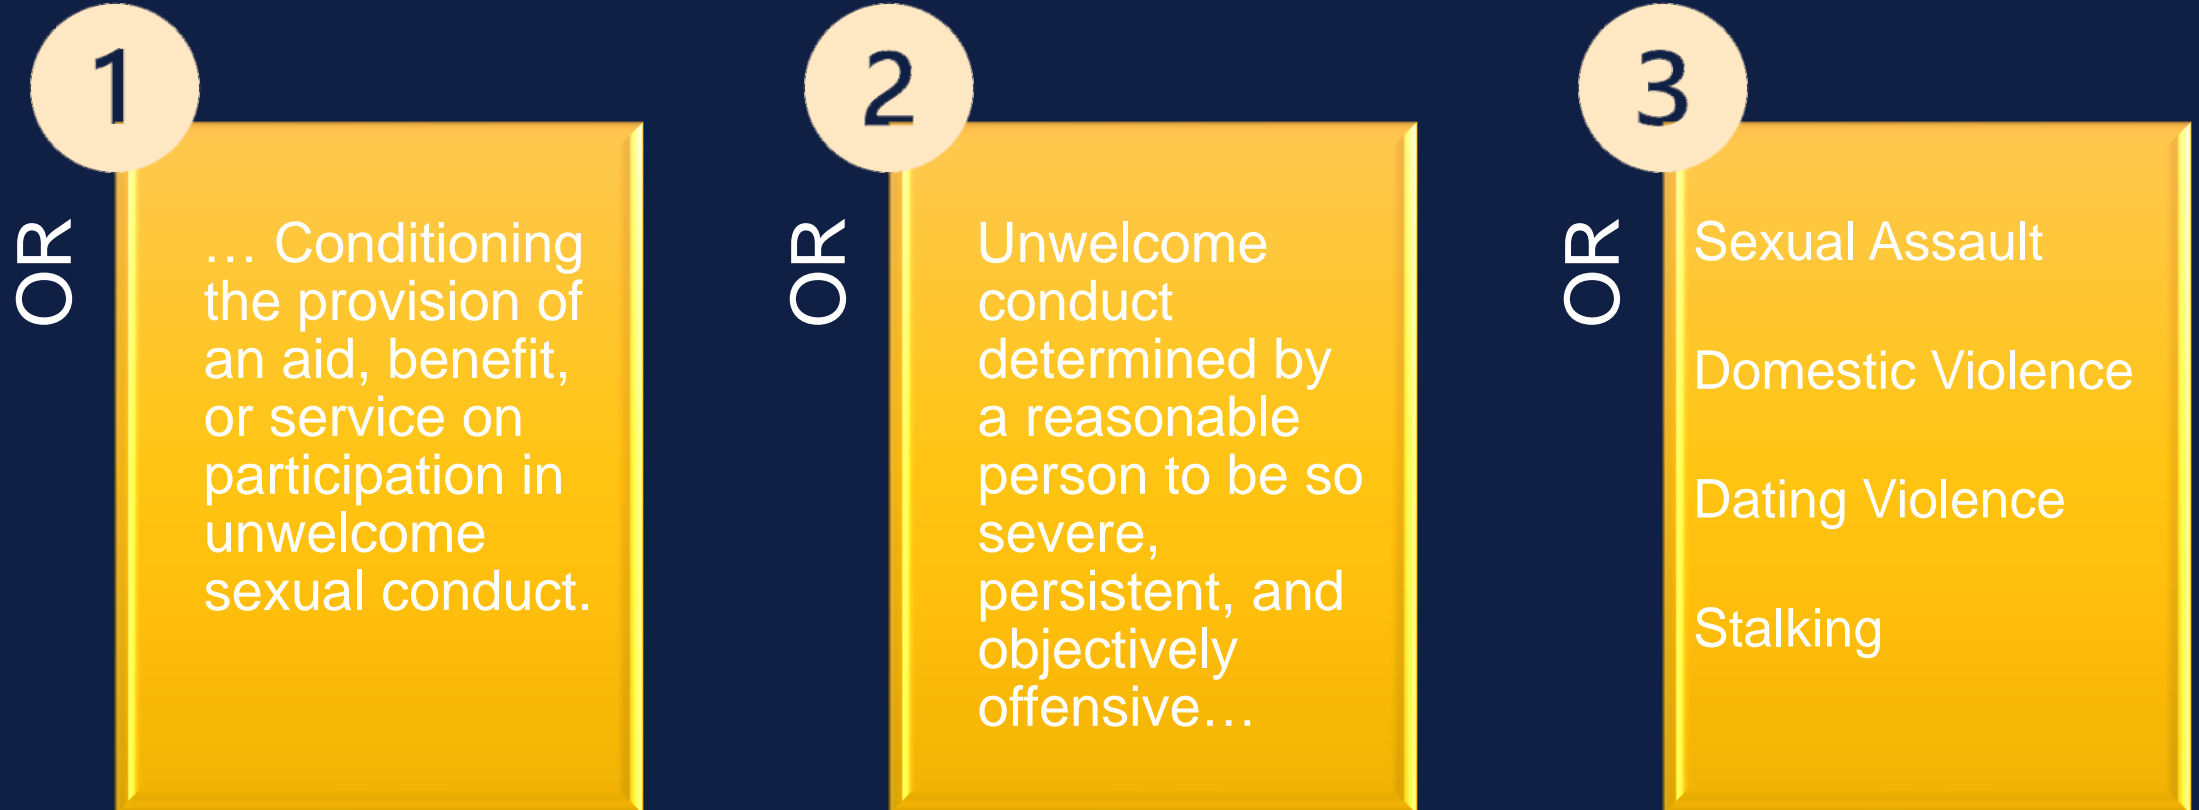 1
OR
… Conditioning
the provision of
an aid, benefit,
or service on
participation in
unwelcome
sexual conduct.
2
OR
Unwelcome
conduct
determined by
a reasonable
person to be so
severe,
persistent, and
objectively
offensive…
3
OR
Sexual Assault
Domestic Violence
Dating Violence
Stalking